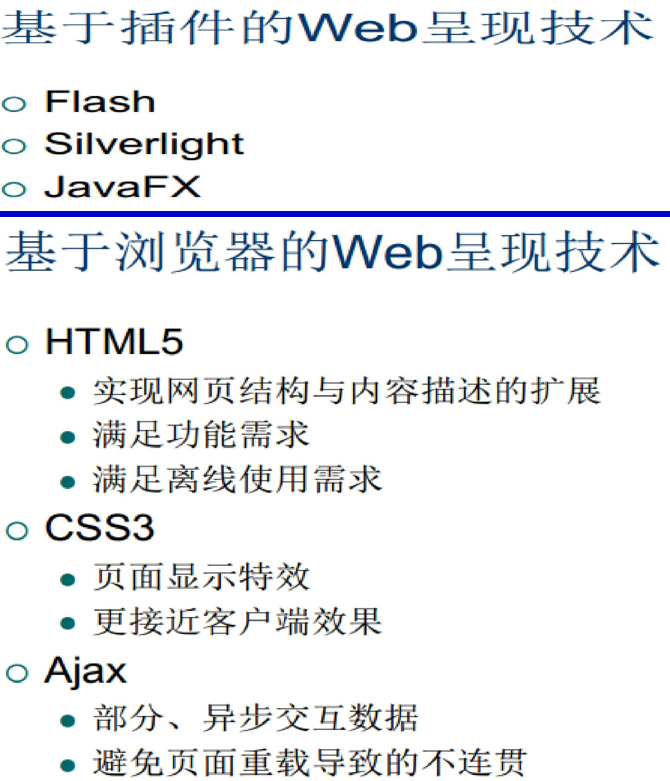 基于插件的Web呈现技术
Flash
Silverlight
JavaFX
基于浏览器的Web呈现技术
HTML5
实现网页结构与内容描述的扩展
满足功能需求
满足离线使用需求
CSS3
页面显示特效
更接近客户端效果
Ajax
部分、异步交互数据
避免页面重载导致的不连贯